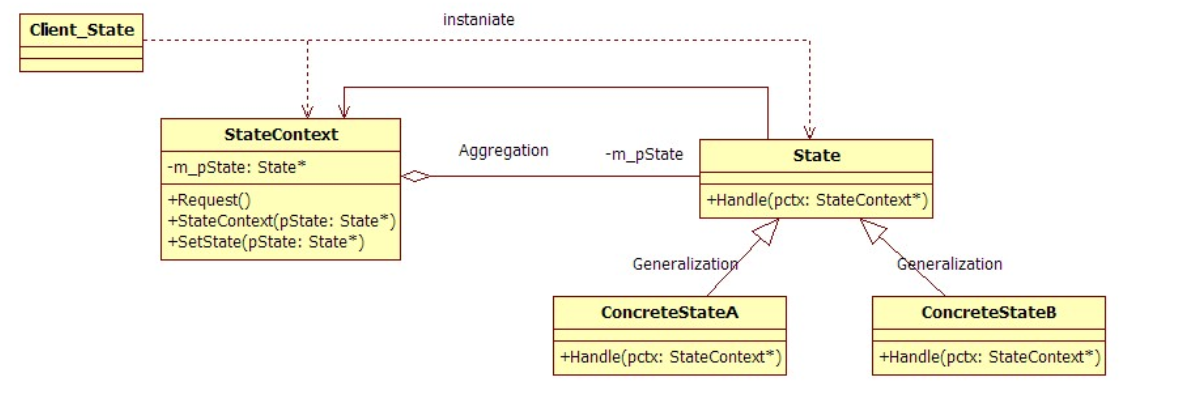 instaniate
Client_State
StateContext
-m_pState: State*
+Request()
+StateContext(pState: State*)
+SetState(pState: State*)
Aggregation
-m_pState
State
+Handle(pctx: StateContext*)
Generalization
Generalization
ConcreteStateA
+Handle(pctx: StateContext*)
ConcreteStateB
+Handle(pctx: StateContext*)